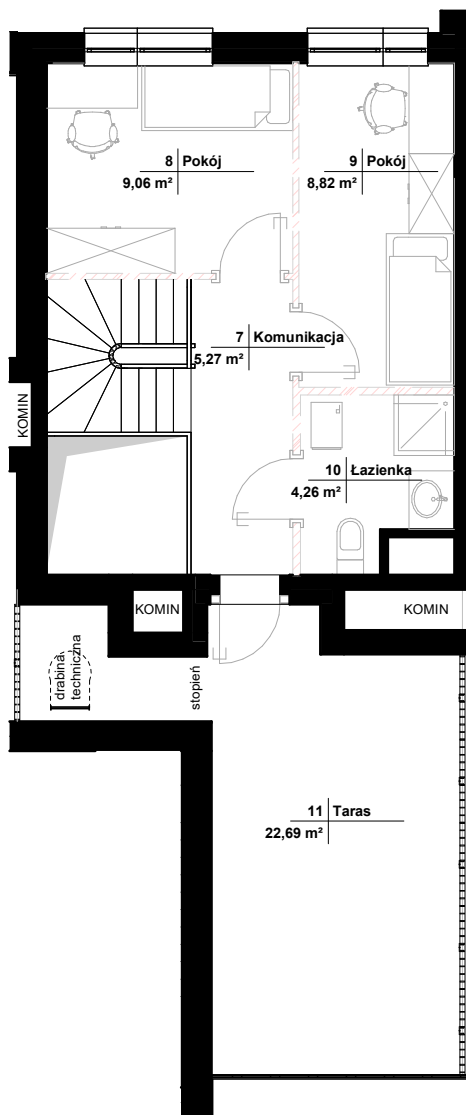 8 Pokój
9,06 m²
9 Pokój
8,82 m²
7 Komunikacja
5,27 m²
KOMIN
10 Łazienka
4,26 m²
KOMIN
KOMIN
drabina
techniczna
stopień
11 Taras
22,69 m²